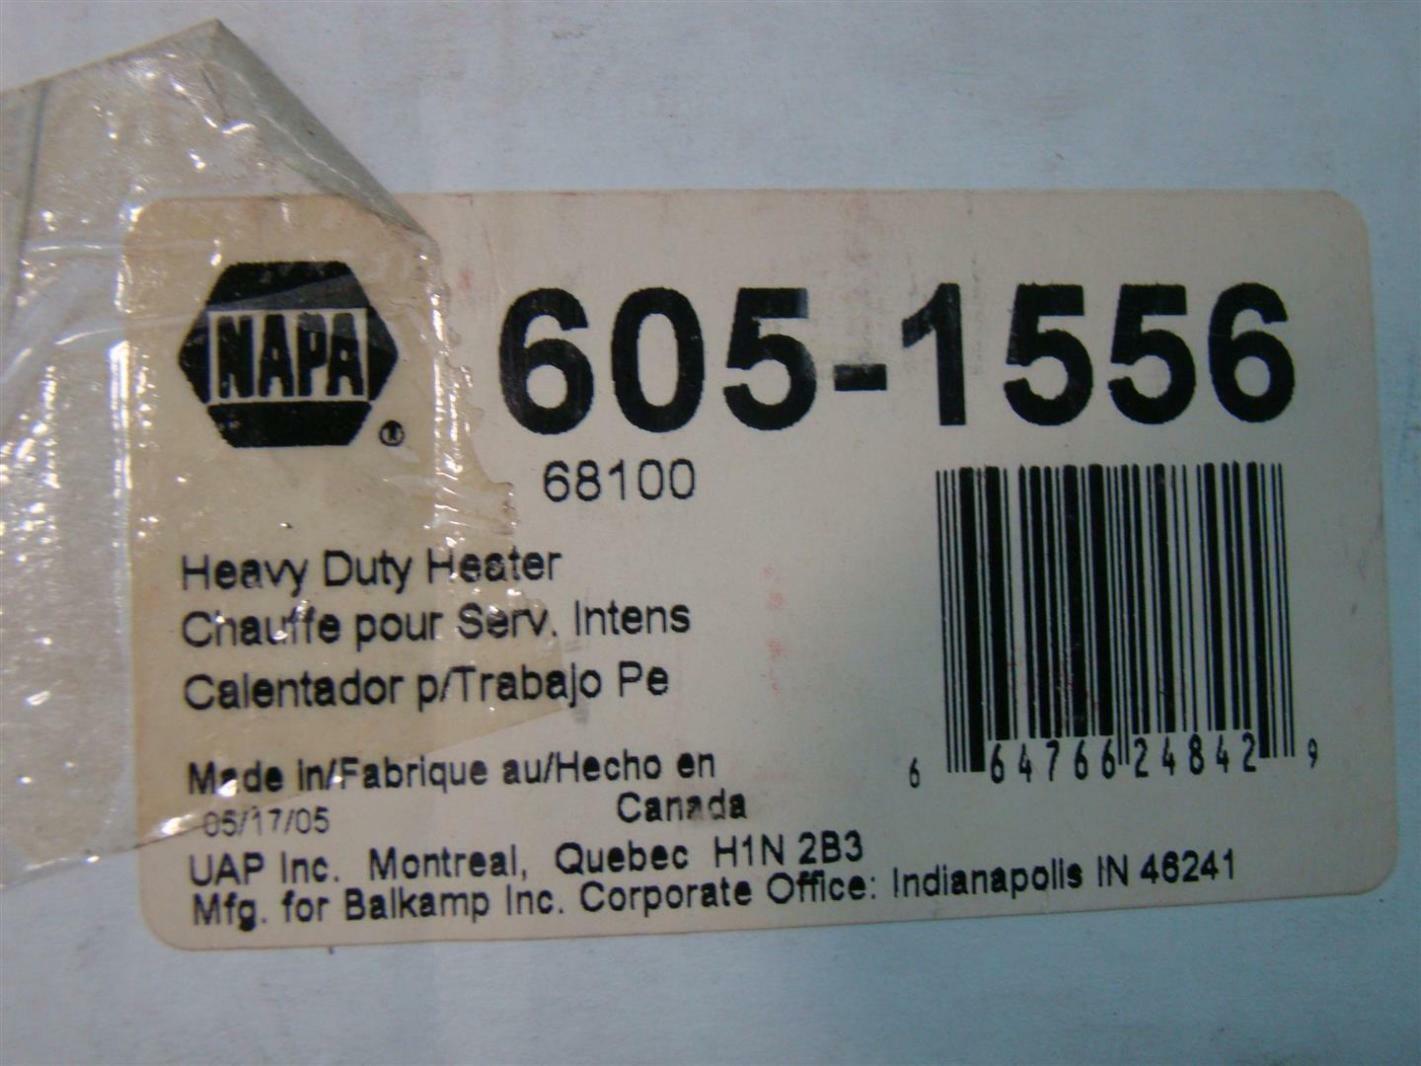 NAPA
605-1556
68100
Heavy Duty Heater
Chauffe pour Serv. Intens
Calentador p/Trabajo Pe
Made in/Fabrique au/Hecho en
Canada
05/17/05
UAP Inc. Montreal, Quebec H1N 2B3
Mfg. for Balkamp Inc. Corporate Office: Indianapolis IN 46241
6 64766 24842 9